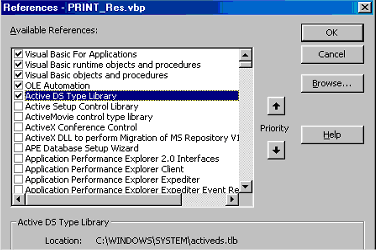 References - PRINT_Res.vbp
Available References:
OK
Visual Basic For Applications
Visual Basic runtime objects and procedures
Visual Basic objects and procedures
OLE Automation
Active DS Type Library
Active Setup Control Library
ActiveMovie control type library
ActiveX Conference Control
ActiveX DLL to perform Migration of MS Repository V1
APE Database Setup Wizard
Application Performance Explorer 2.0 Interfaces
Application Performance Explorer Client
Application Performance Explorer Expediter
Application Performance Explorer Expediter Event Re
Cancel
Browse...
Priority
Help
Active DS Type Library
Location: C:\WINDOWS\SYSTEM\activeds.tlb